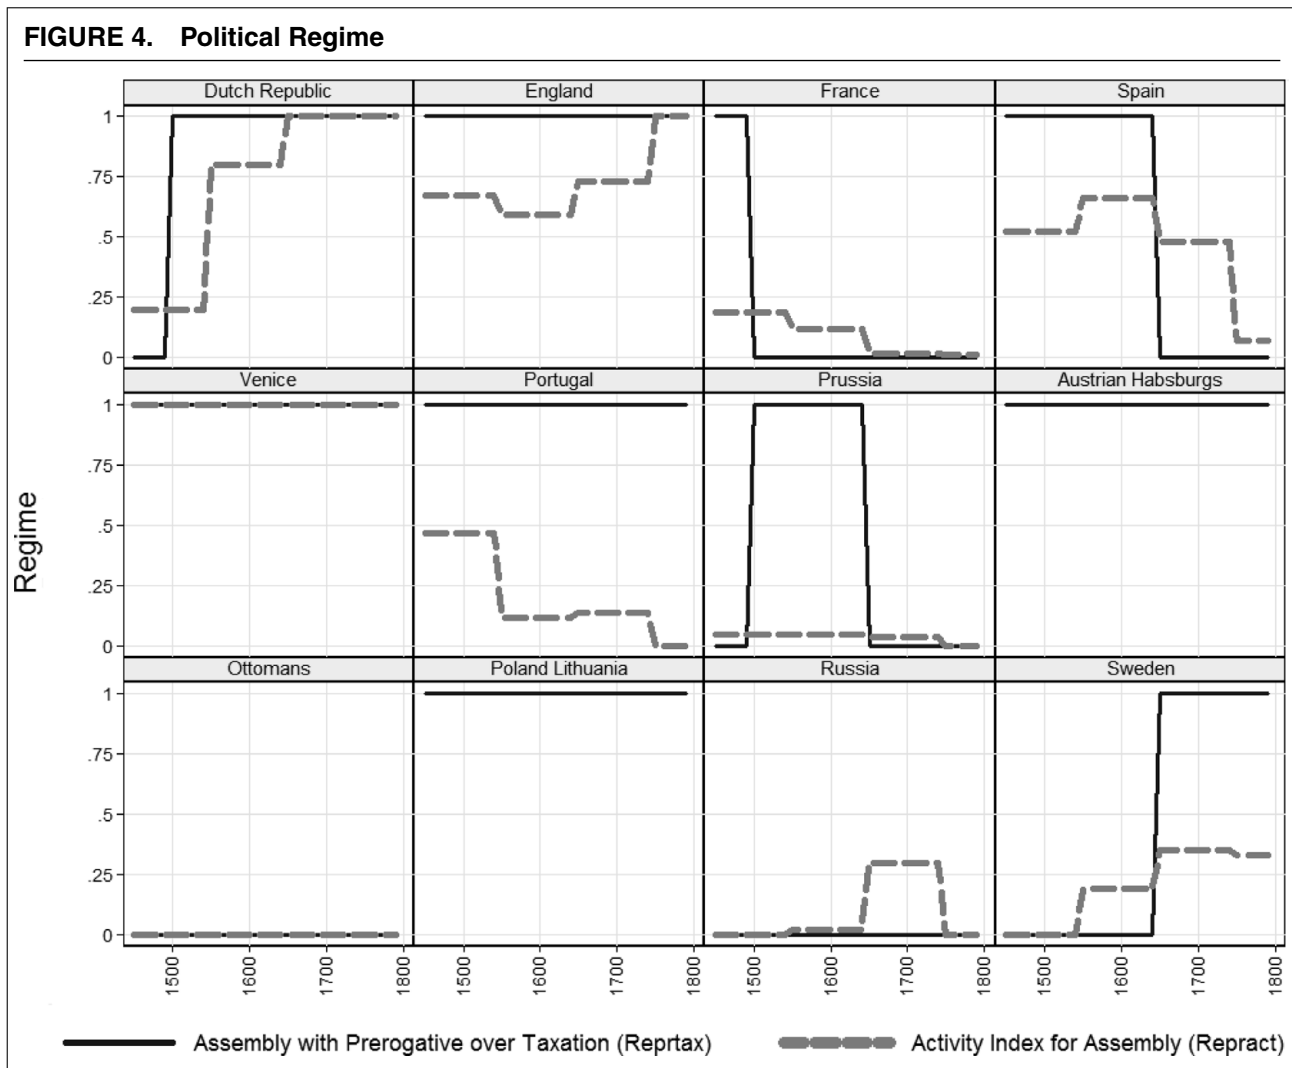 FIGURE 4. Political Regime
Dutch Republic England France Spain
1
.75
.5
.25
0
Venice Portugal Prussia Austrian Habsburgs
1
.75
.5
.25
0
Ottomans Poland Lithuania Russia Sweden
1
.75
.5
.25
0
Regime
1500 1600 1700 1800 1500 1600 1700 1800 1500 1600 1700 1800 1500 1600 1700 1800
Assembly with Prerogative over Taxation (Reprtax) Activity Index for Assembly (Repract)